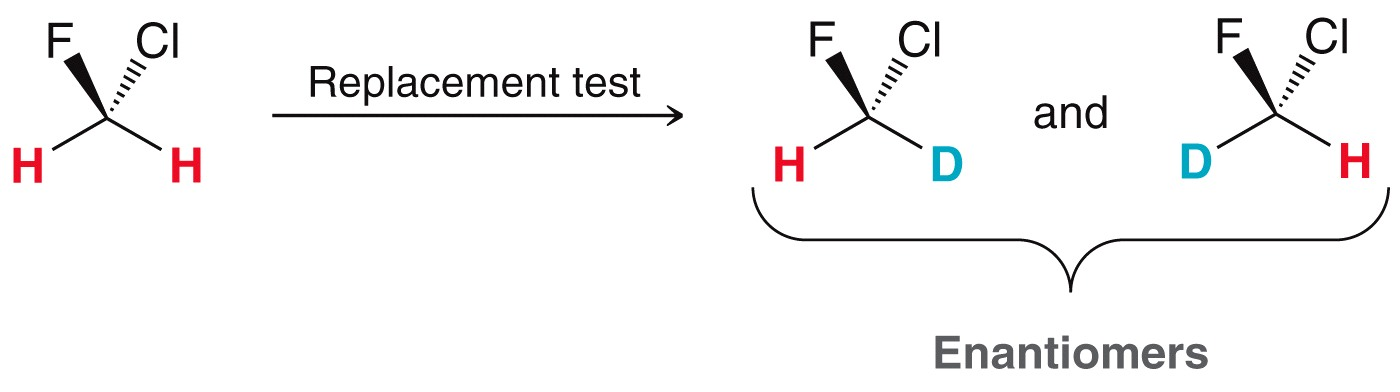 F Cl
H H
Replacement test
F Cl
H D
and
F Cl
D H
Enantiomers